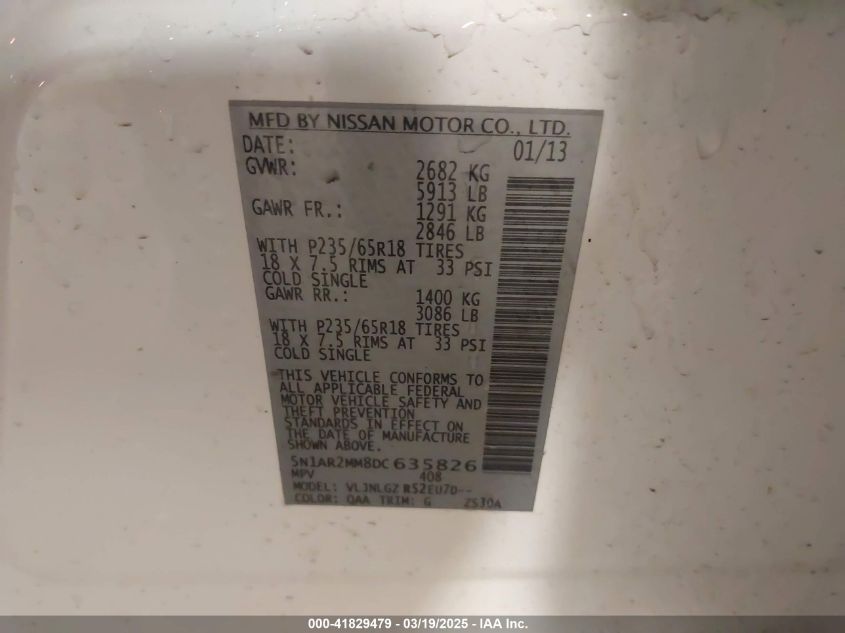 MFD BY NISSAN MOTOR CO., LTD.
DATE: 01/13
GVWR: 2682 KG
5913 LB
GAWR FR.: 1291 KG
2846 LB
WITH P235/65R18 TIRES
18 X 7.5 RIMS AT 33 PSI
COLD SINGLE
GAWR RR.: 1400 KG
3086 LB
WITH P235/65R18 TIRES
18 X 7.5 RIMS AT 33 PSI
COLD SINGLE
THIS VEHICLE CONFORMS TO
ALL APPLICABLE FEDERAL
MOTOR VEHICLE SAFETY AND
THEFT PREVENTION
STANDARDS IN EFFECT ON
THE DATE OF MANUFACTURE
SHOWN ABOVE.
5N1AR2MM8DC 635826
MPV 408
MODEL: R52EU7D--
COLOR: QAA TRIM: G
000-41829479 - 03/19/2025 - IAA Inc.